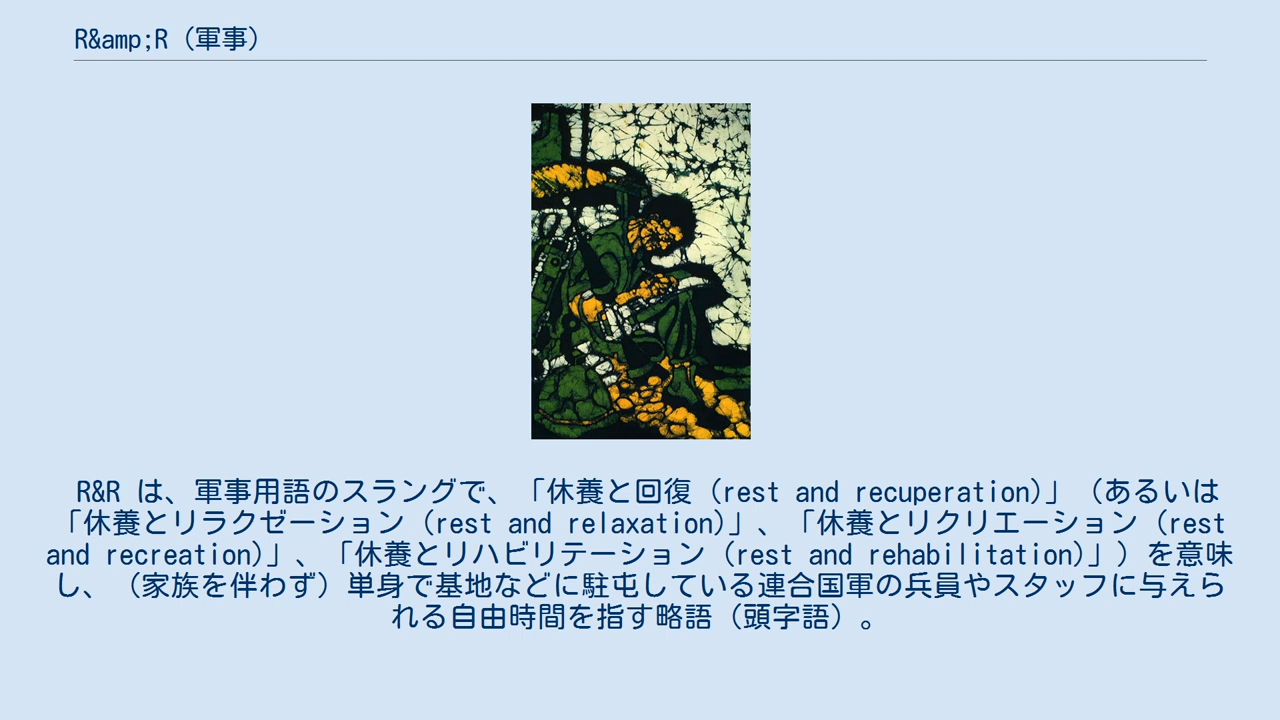 R&amp;R（軍事）
R&R は、軍事用語のスラングで、「休養と回復（rest and recuperation)」（あるいは
「休養とリラクゼーション（rest and relaxation)」、「休養とリクリエーション（rest
and recreation)」、「休養とリハビリテーション（rest and rehabilitation)」）を意味
し、（家族を伴わず）単身で基地などに駐屯している連合国軍の兵員やスタッフに与えら
れる自由時間を指す略語（頭字語）。